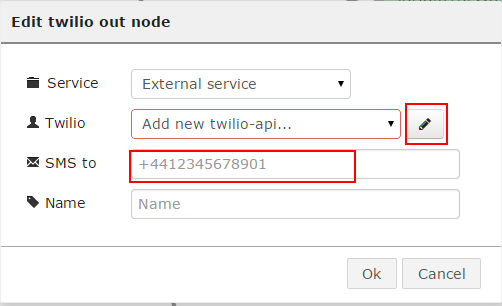 Edit twilio out node
Service External service
Twilio Add new twilio-api...
SMS to +4412345678901
Name Name
Ok Cancel